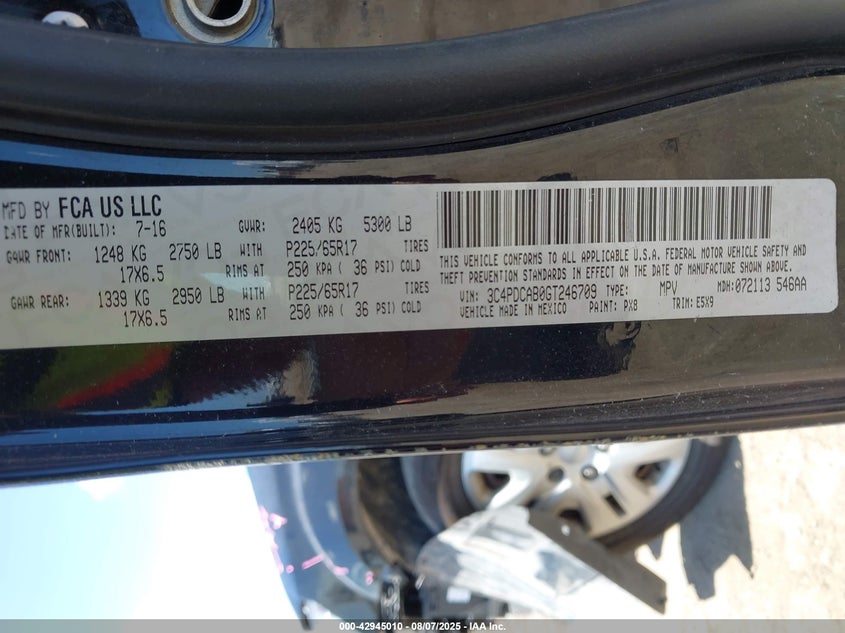 MFD BY FCA US LLC
DATE OF MFR(BUILT): 7-16 GVWR: 2405 KG 5300 LB
GAWR FRONT: 1248 KG 2750 LB WITH P225/65R17 TIRES
17X6.5 RIMS AT 250 KPA ( 36 PSI) COLD
GAWR REAR: 1339 KG 2950 LB WITH P225/65R17 TIRES
17X6.5 RIMS AT 250 KPA ( 36 PSI) COLD
THIS VEHICLE CONFORMS TO ALL APPLICABLE U.S.A. FEDERAL MOTOR VEHICLE SAFETY AND
THEFT PREVENTION STANDARDS IN EFFECT ON THE DATE OF MANUFACTURE SHOWN ABOVE.
VIN: 3C4PDCAB0GT246709 TYPE: MPV MDH: 072113 546AA
VEHICLE MADE IN MEXICO PAINT: PX8 TRIM: E5X9
000-42945010 - 08/07/2025 - IAA Inc.